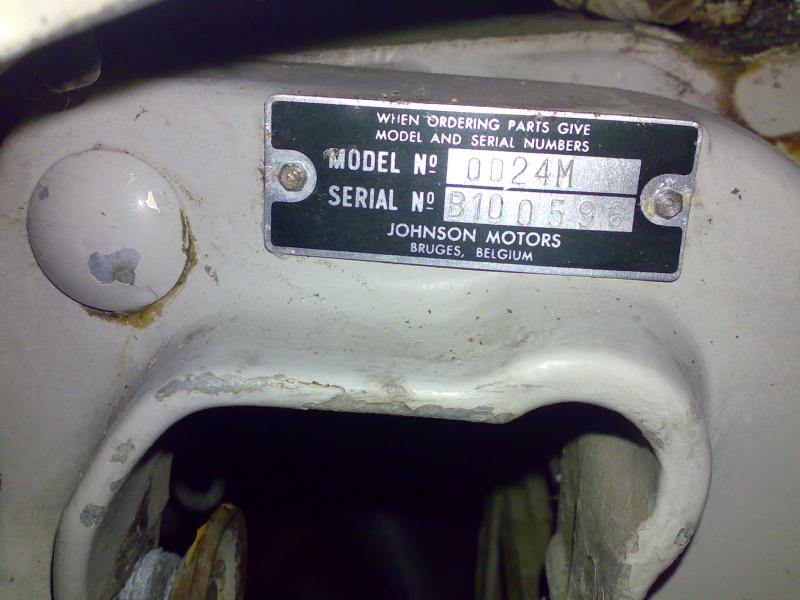 WHEN ORDERING PARTS GIVE
MODEL AND SERIAL NUMBERS
MODEL Nº QD24M
SERIAL Nº B100596
JOHNSON MOTORS
BRUGES, BELGIUM